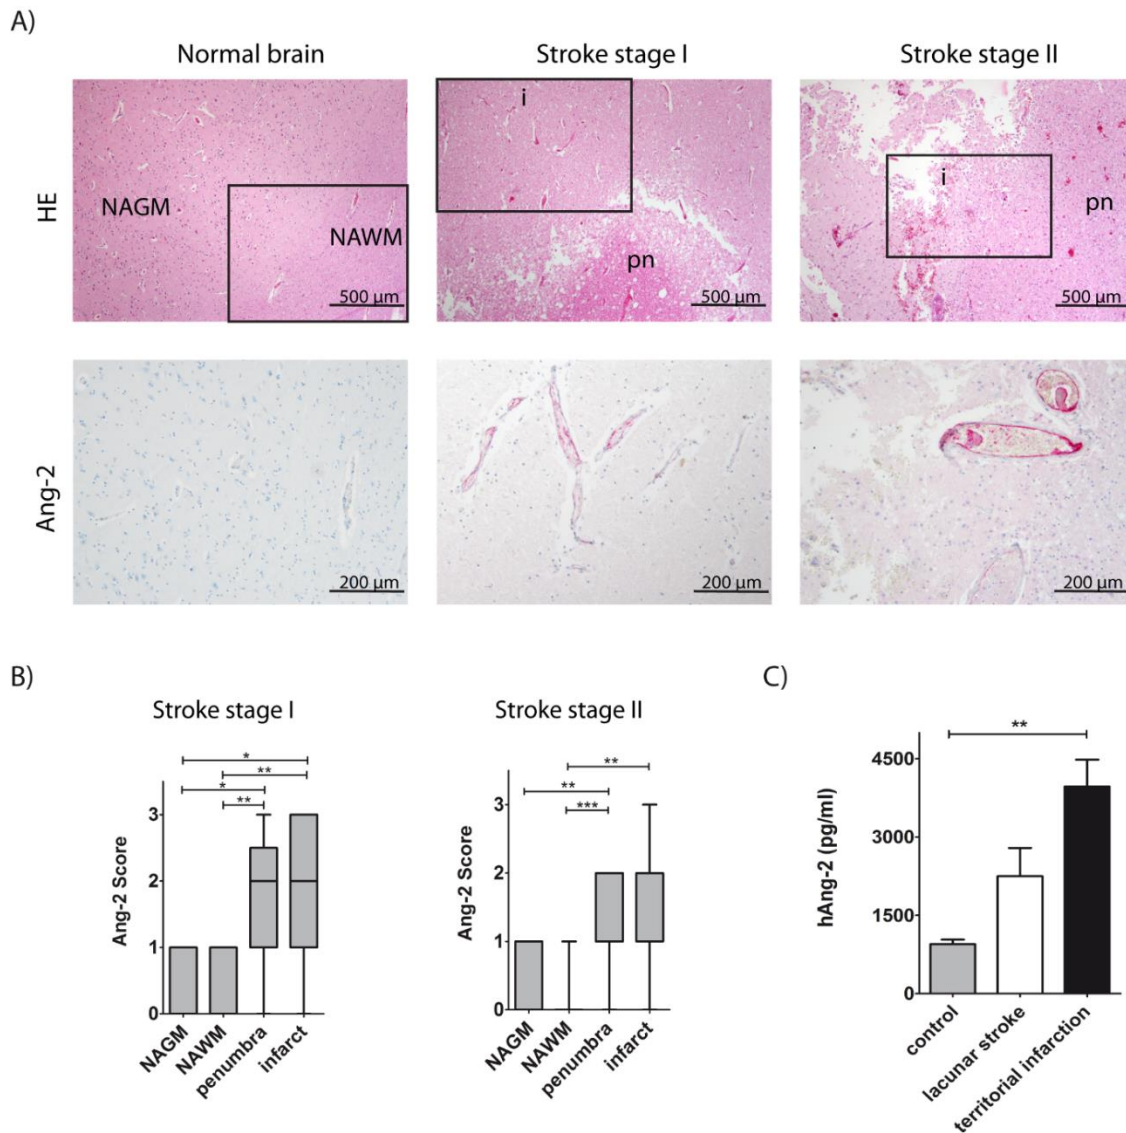 A)
Normal brain
Stroke stage I
Stroke stage II
HE
NAGM
NAWM
500 µm
i
pn
500 µm
i
pn
500 µm
Ang-2
200 µm
200 µm
200 µm
B)
Stroke stage I
Ang-2 Score
3
2
1
0
*
**
*
**
NAGM
NAWM
penumbra
infarct
Stroke stage II
Ang-2 Score
3
2
1
0
**
**
***
NAGM
NAWM
penumbra
infarct
C)
hAng-2 (pg/ml)
4500
3000
1500
0
**
control
lacunar stroke
territorial infarction